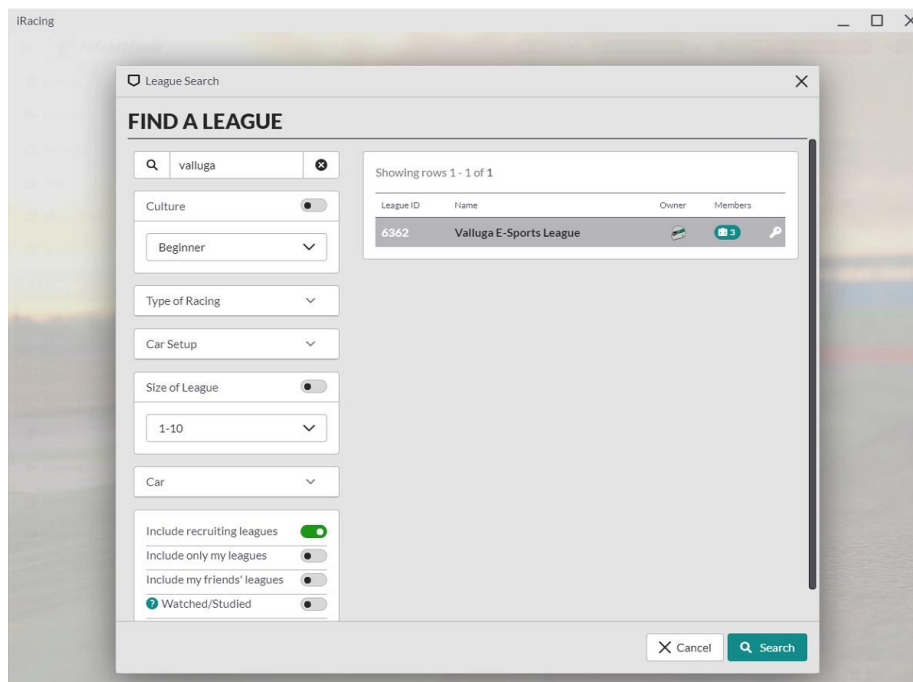 iRacing
League Search
FIND A LEAGUE
valluga
Culture
Beginner
Type of Racing
Car Setup
Size of League
1-10
Car
Include recruiting leagues
Include only my leagues
Include my friends' leagues
? Watched/Studied
Showing rows 1 - 1 of 1
League ID Name Owner Members
6362 Valluga E-Sports League 3
Cancel Search